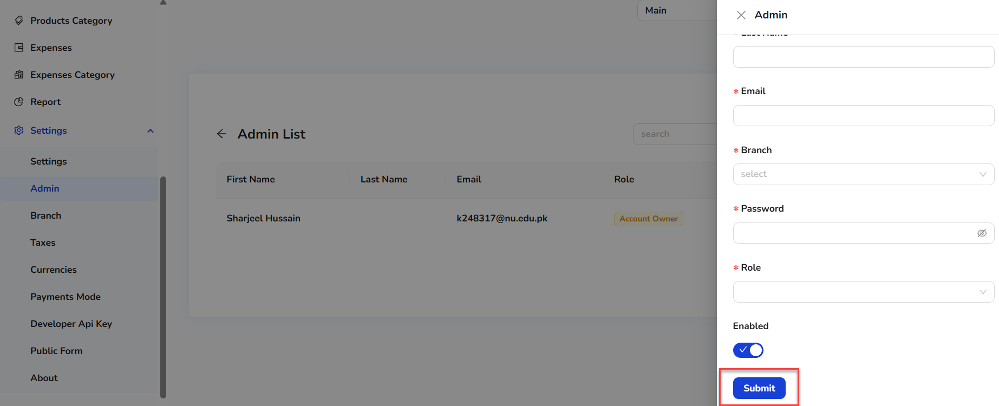 Products Category
Expenses
Expenses Category
Report
Settings
Settings
Admin
Branch
Taxes
Currencies
Payments Mode
Developer Api Key
Public Form
About
Main
Admin List
search
First Name Last Name Email Role
Sharjeel Hussain k248317@nu.edu.pk Account Owner
Admin
* Last Name
* Email
* Branch
select
* Password
* Role
Enabled
Submit